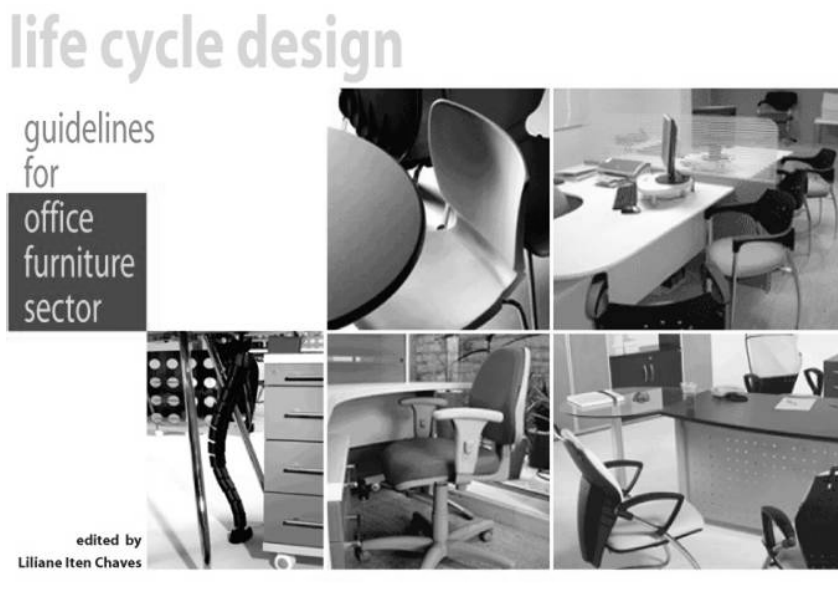 life cycle design
guidelines
for
office
furniture
sector
edited by
Liliane Iten Chaves